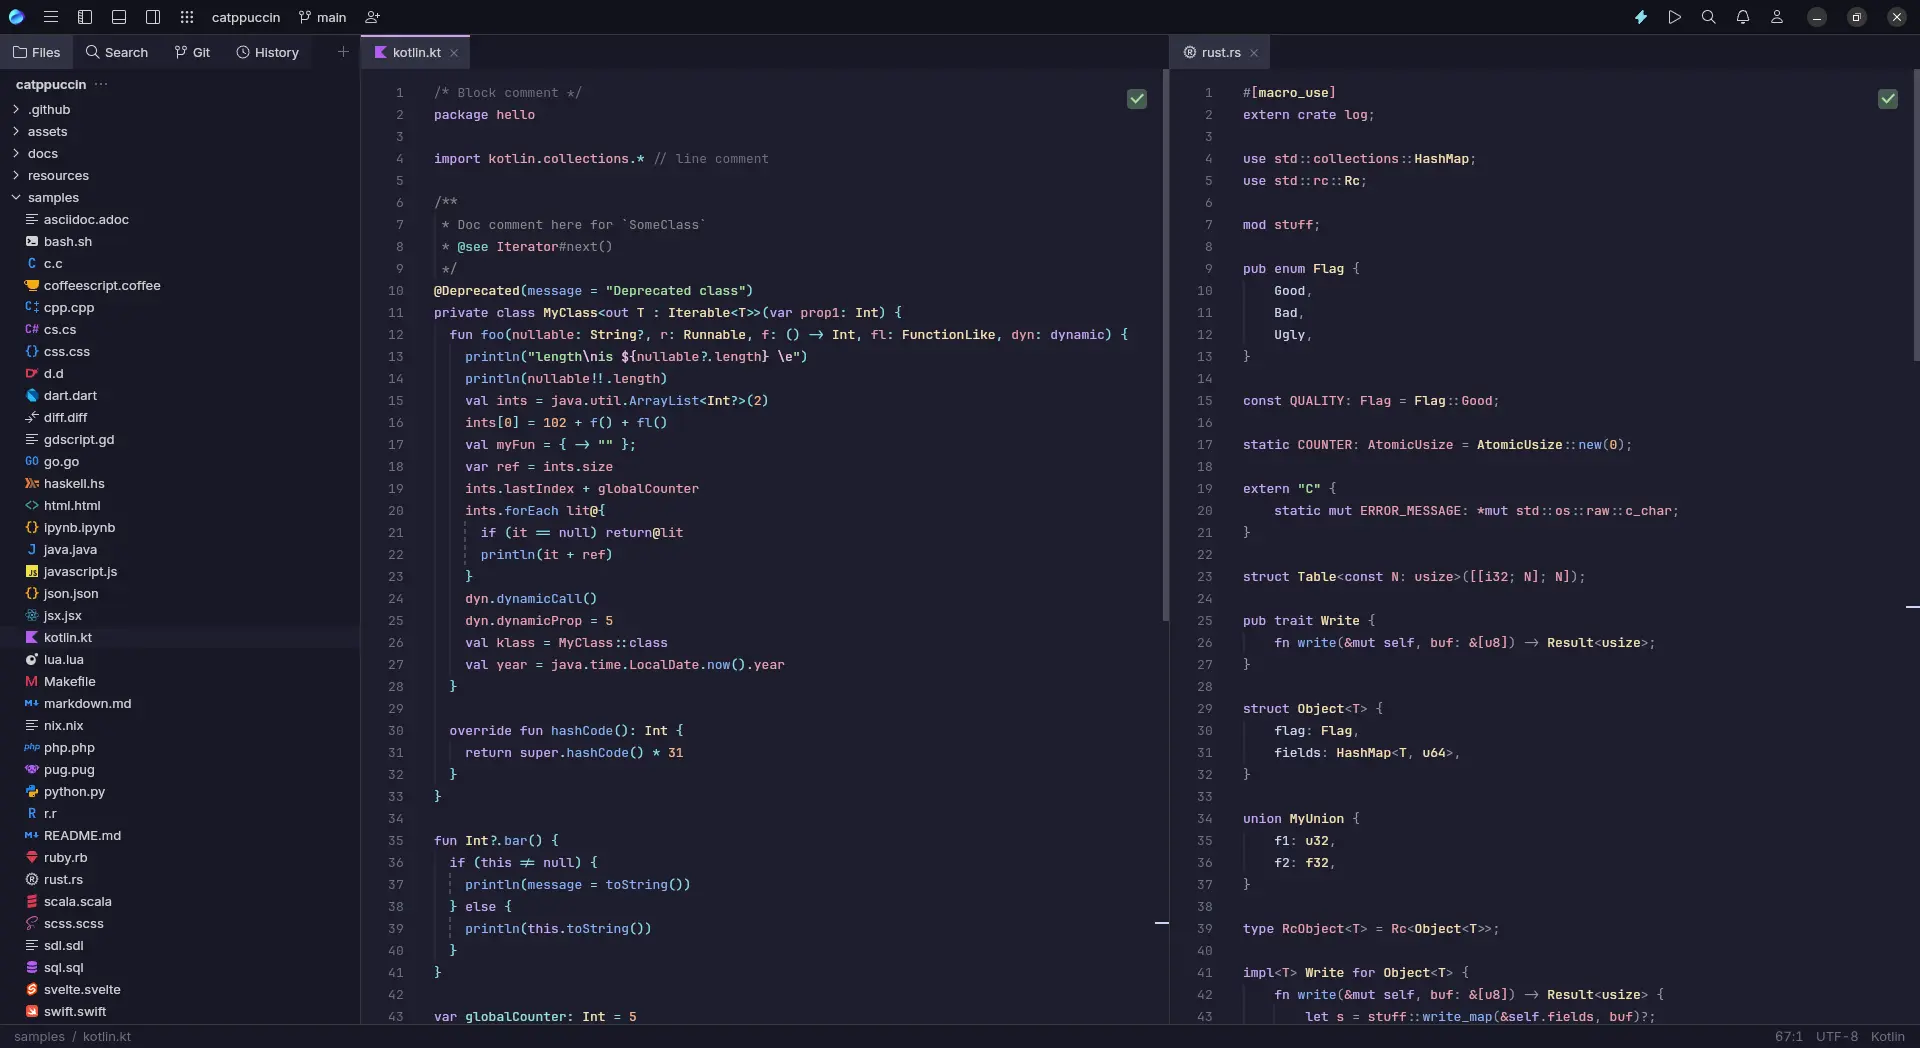 catppuccin main
Files Search Git History
catppuccin ···
.github
assets
docs
resources
samples
asciidoc.adoc
bash.sh
c.c
coffeescript.coffee
cpp.cpp
cs.cs
css.css
d.d
dart.dart
diff.diff
gdscript.gd
go.go
haskell.hs
html.html
ipynb.ipynb
java.java
javascript.js
json.json
jsx.jsx
kotlin.kt
lua.lua
Makefile
markdown.md
nix.nix
php.php
pug.pug
python.py
r.r
README.md
ruby.rb
rust.rs
scala.scala
scss.scss
sdl.sdl
sql.sql
svelte.svelte
swift.swift
kotlin.kt
1 /* Block comment */
2 package hello
3
4 import kotlin.collections.* // line comment
5
6 /**
7 * Doc comment here for `SomeClass`
8 * @see Iterator#next()
9 */
10 @Deprecated(message = "Deprecated class")
11 private class MyClass<out T : Iterable<T>>(var prop1: Int) {
12 fun foo(nullable: String?, r: Runnable, f: () -> Int, fl: FunctionLike, dyn: dynamic) {
13 println("length\nis ${nullable?.length} \e")
14 println(nullable!!.length)
15 val ints = java.util.ArrayList<Int?>(2)
16 ints[0] = 102 + f() + fl()
17 val myFun = { -> "" };
18 var ref = ints.size
19 ints.lastIndex + globalCounter
20 ints.forEach lit@{
21 if (it == null) return@lit
22 println(it + ref)
23 }
24 dyn.dynamicCall()
25 dyn.dynamicProp = 5
26 val klass = MyClass::class
27 val year = java.time.LocalDate.now().year
28 }
29
30 override fun hashCode(): Int {
31 return super.hashCode() * 31
32 }
33 }
34
35 fun Int?.bar() {
36 if (this != null) {
37 println(message = toString())
38 } else {
39 println(this.toString())
40 }
41 }
42
43 var globalCounter: Int = 5
rust.rs
1 #[macro_use]
2 extern crate log;
3
4 use std::collections::HashMap;
5 use std::rc::Rc;
6
7 mod stuff;
8
9 pub enum Flag {
10 Good,
11 Bad,
12 Ugly,
13 }
14
15 const QUALITY: Flag = Flag::Good;
16
17 static COUNTER: AtomicUsize = AtomicUsize::new(0);
18
19 extern "C" {
20 static mut ERROR_MESSAGE: *mut std::os::raw::c_char;
21 }
22
23 struct Table<const N: usize>([[i32; N]; N]);
24
25 pub trait Write {
26 fn write(&mut self, buf: &[u8]) -> Result<usize>;
27 }
28
29 struct Object<T> {
30 flag: Flag,
31 fields: HashMap<T, u64>,
32 }
33
34 union MyUnion {
35 f1: u32,
36 f2: f32,
37 }
38
39 type RcObject<T> = Rc<Object<T>>;
40
41 impl<T> Write for Object<T> {
42 fn write(&mut self, buf: &[u8]) -> Result<usize> {
43 let s = stuff::write_map(&self.fields, buf)?;
samples / kotlin.kt
67:1 UTF-8 Kotlin